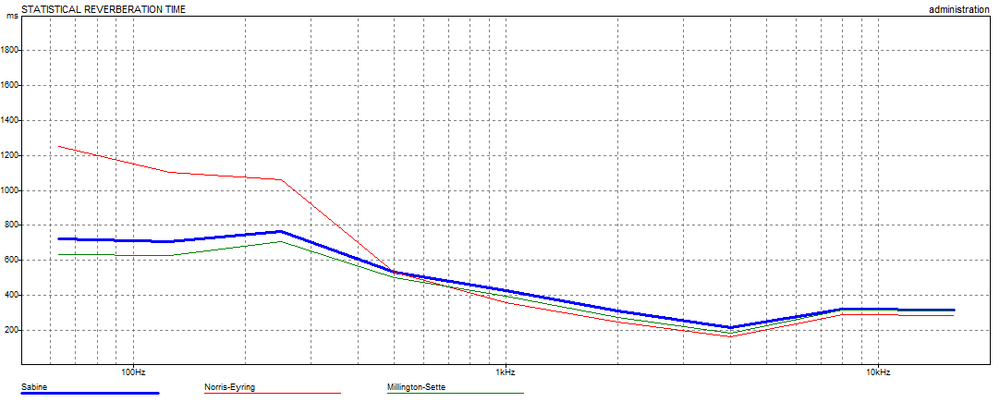 STATISTICAL REVERBERATION TIME administration
ms
1800
1600
1400
1200
1000
800
600
400
200
100Hz 1kHz 10kHz
Sabine Norris-Eyring Millington-Sette